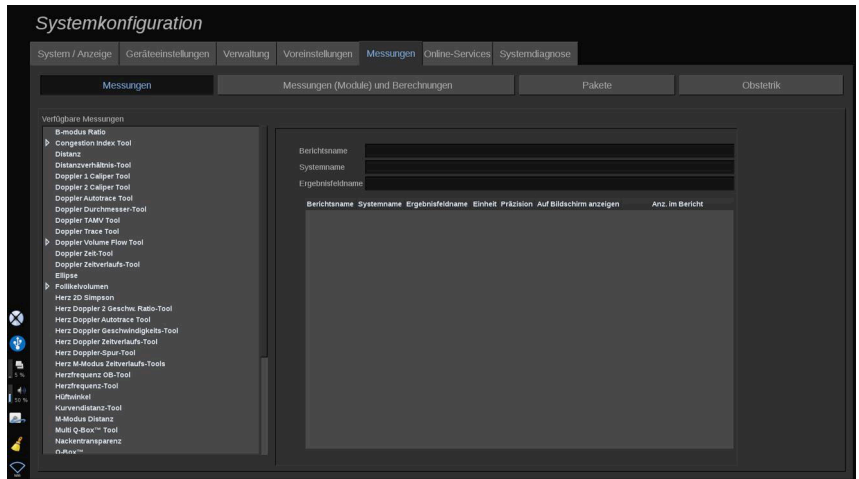 Systemkonfiguration
System / Anzeige Geräteeinstellungen Verwaltung Voreinstellungen Messungen Online-Services Systemdiagnose
Messungen Messungen (Module) und Berechnungen Pakete Obstetrik
Verfügbare Messungen
B-modus Ratio
Congestion Index Tool
Distanz
Distanzverhältnis-Tool
Doppler 1 Caliper Tool
Doppler 2 Caliper Tool
Doppler Autotrace Tool
Doppler Durchmesser-Tool
Doppler TAMV Tool
Doppler Trace Tool
Doppler Volume Flow Tool
Doppler Zeit-Tool
Doppler Zeitverlaufs-Tool
Ellipse
Follikelvolumen
Herz 2D Simpson
Herz Doppler 2 Geschw. Ratio-Tool
Herz Doppler Autotrace Tool
Herz Doppler Geschwindigkeits-Tool
Herz Doppler Zeitverlaufs-Tool
Herz Doppler-Spur-Tool
Herz M-Modus Zeitverlaufs-Tools
Herzfrequenz OB-Tool
Herzfrequenz-Tool
Hüftwinkel
Kurvendistanz-Tool
M-Modus Distanz
Multi Q-Box™ Tool
Nackentransparenz
Q-Box™
Berichtsname
Systemname
Ergebnisfeldname
Berichtsname Systemname Ergebnisfeldname Einheit Präzision Auf Bildschirm anzeigen Anz. im Bericht
5 %
50 %